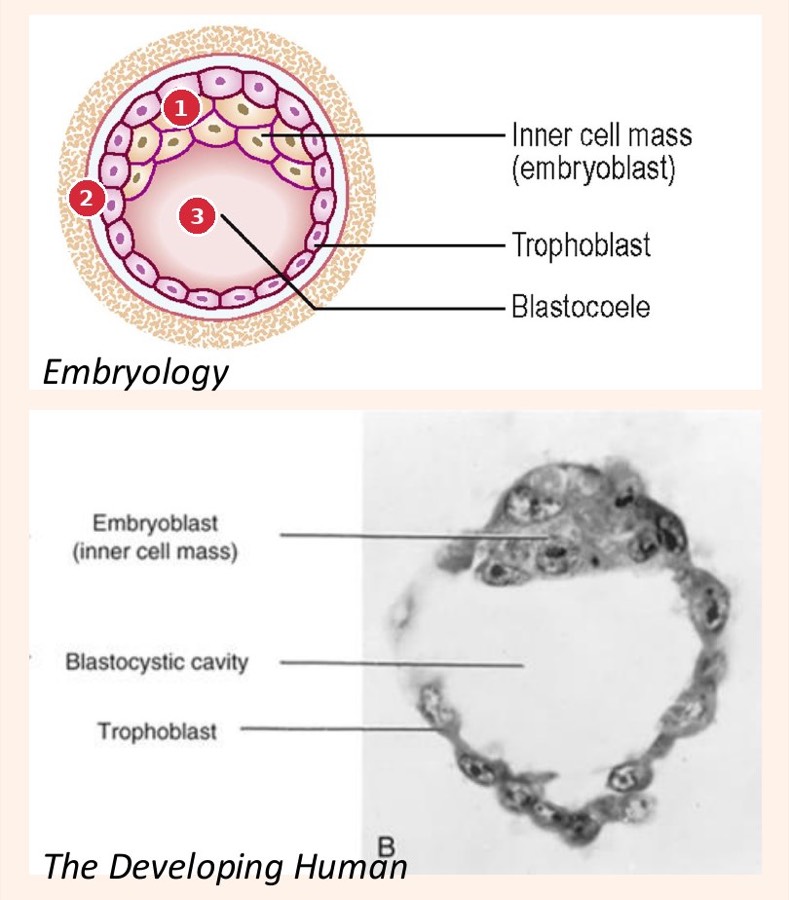 1
Inner cell mass
(embryoblast)
2
3
Trophoblast
Blastocoele
Embryology
Embryoblast
(inner cell mass)
Blastocystic cavity
Trophoblast
B
The Developing Human